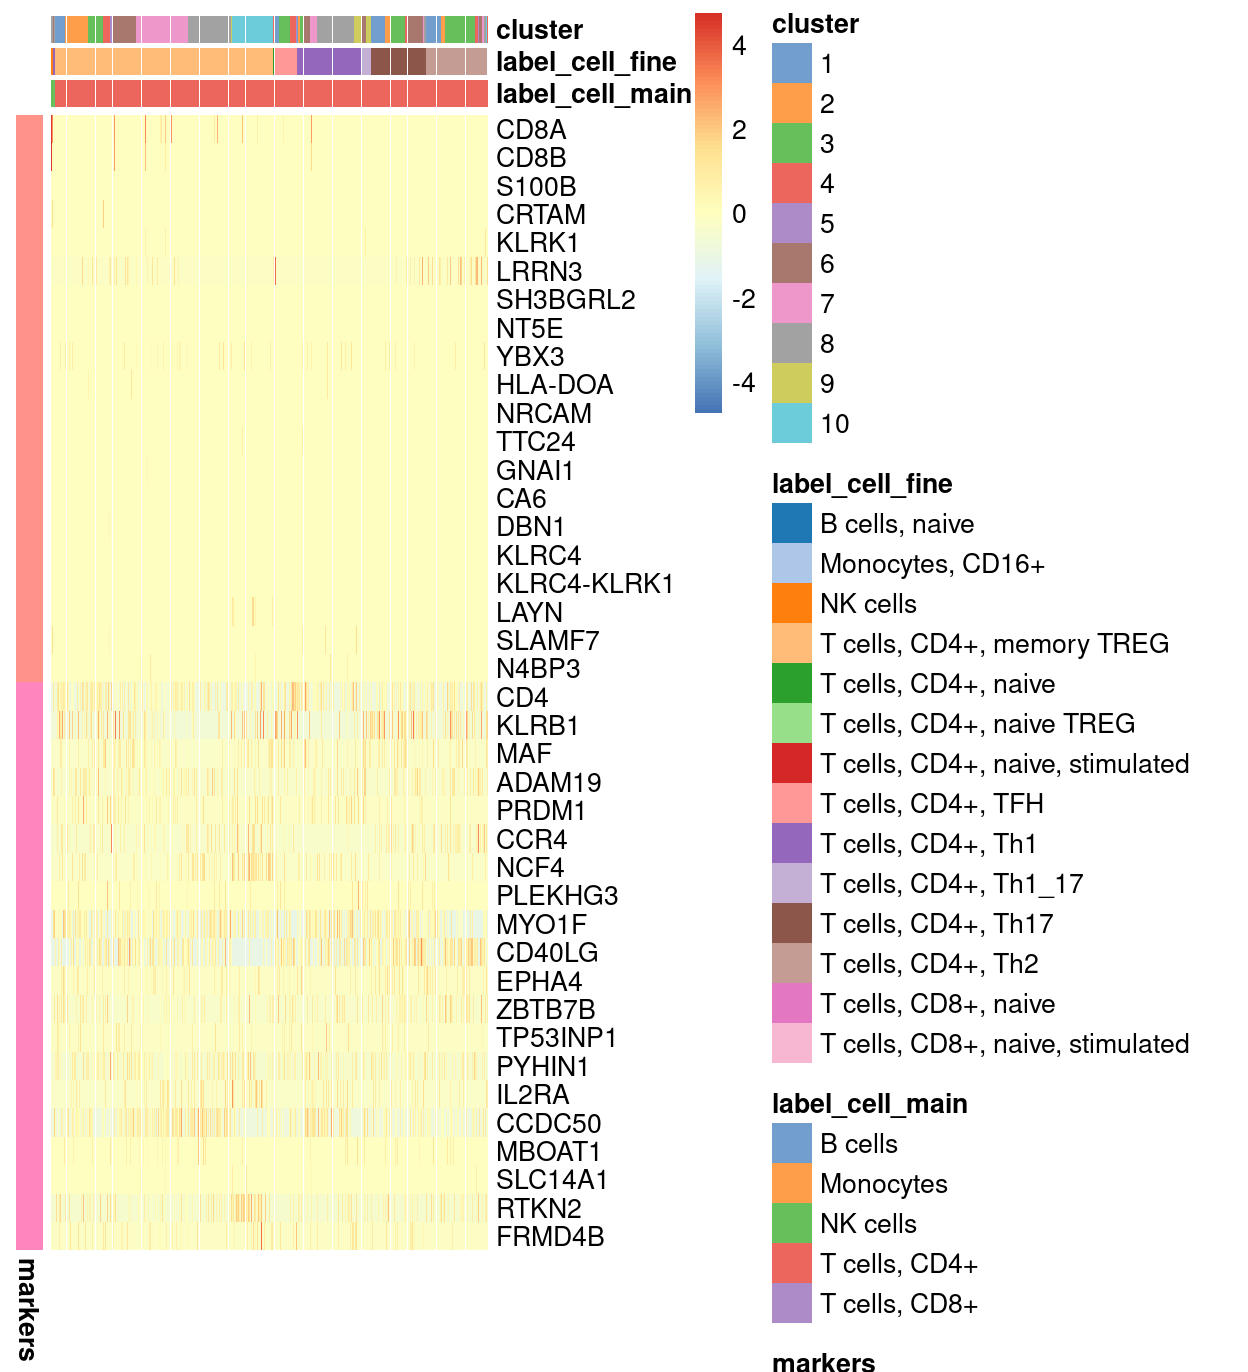 cluster
label_cell_fine
label_cell_main
CD8A
CD8B
S100B
CRTAM
KLRK1
LRRN3
SH3BGRL2
NT5E
YBX3
HLA-DOA
NRCAM
TTC24
GNAI1
CA6
DBN1
KLRC4
KLRC4-KLRK1
LAYN
SLAMF7
N4BP3
CD4
KLRB1
MAF
ADAM19
PRDM1
CCR4
NCF4
PLEKHG3
MYO1F
CD40LG
EPHA4
ZBTB7B
TP53INP1
PYHIN1
IL2RA
CCDC50
MBOAT1
SLC14A1
RTKN2
FRMD4B
markers
4
2
0
-2
-4
cluster
1
2
3
4
5
6
7
8
9
10
label_cell_fine
B cells, naive
Monocytes, CD16+
NK cells
T cells, CD4+, memory TREG
T cells, CD4+, naive
T cells, CD4+, naive TREG
T cells, CD4+, naive, stimulated
T cells, CD4+, TFH
T cells, CD4+, Th1
T cells, CD4+, Th1_17
T cells, CD4+, Th17
T cells, CD4+, Th2
T cells, CD8+, naive
T cells, CD8+, naive, stimulated
label_cell_main
B cells
Monocytes
NK cells
T cells, CD4+
T cells, CD8+
markers